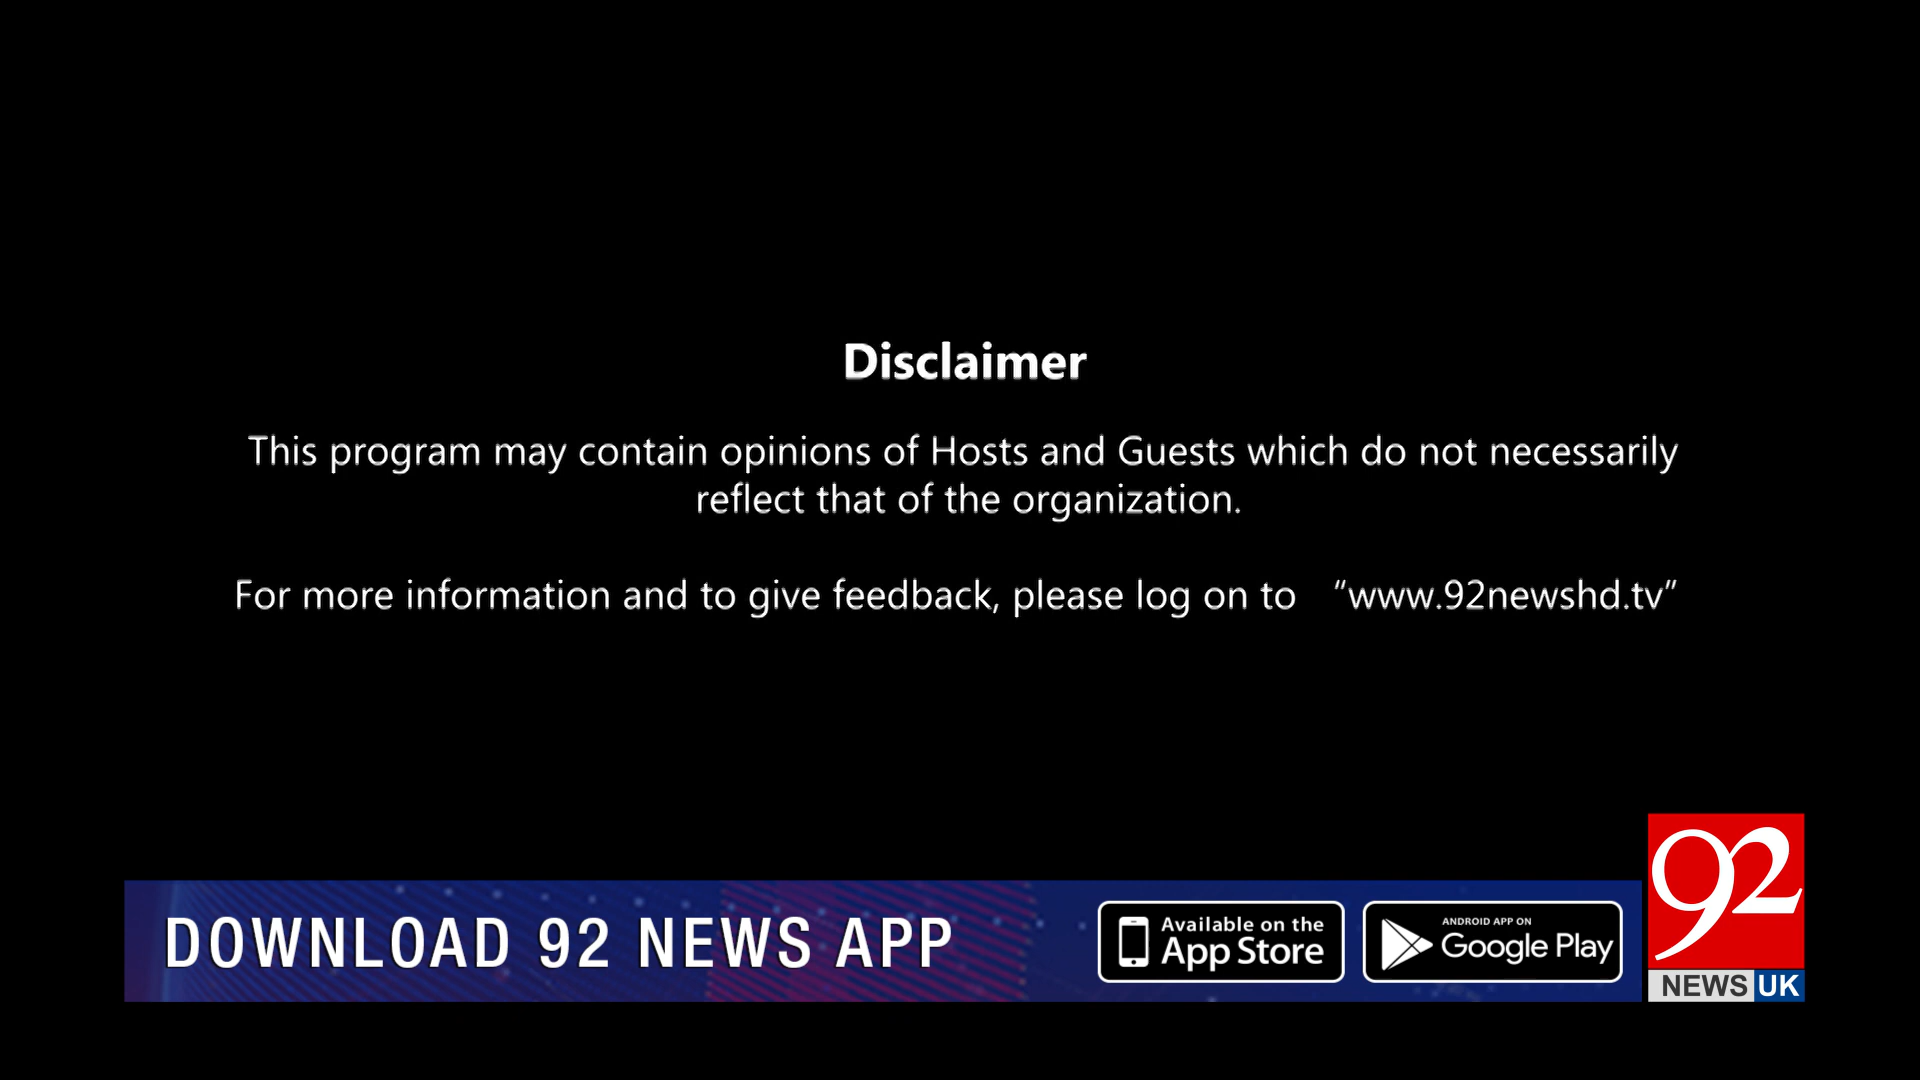 Disclaimer
This program may contain opinions of Hosts and Guests which do not necessarily
reflect that of the organization.
For more information and to give feedback, please log on to “www.92newshd.tv”
DOWNLOAD 92 NEWS APP
Available on the
App Store
ANDROID APP ON
Google Play
92
NEWS UK